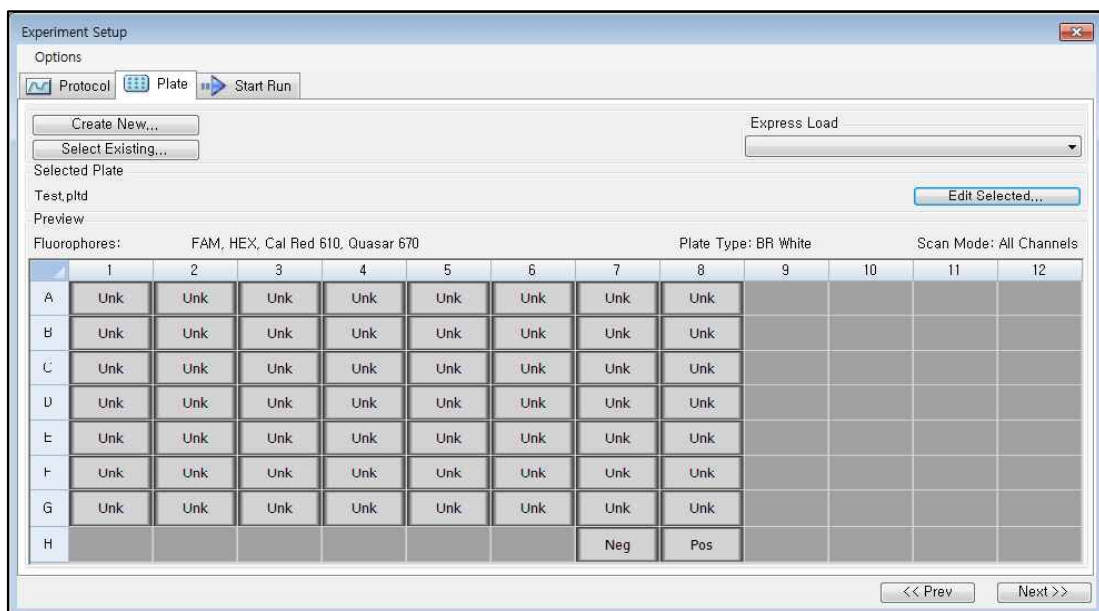 Experiment Setup
Options
Protocol Plate Start Run
Create New...
Express Load
Select Existing...
Selected Plate
Test.pltd
Edit Selected...
Preview
Fluorophores: FAM, HEX, Cal Red 610, Quasar 670 Plate Type: BR White Scan Mode: All Channels
1 2 3 4 5 6 7 8 9 10 11 12
A Unk Unk Unk Unk Unk Unk Unk Unk
B Unk Unk Unk Unk Unk Unk Unk Unk
C Unk Unk Unk Unk Unk Unk Unk Unk
D Unk Unk Unk Unk Unk Unk Unk Unk
E Unk Unk Unk Unk Unk Unk Unk Unk
F Unk Unk Unk Unk Unk Unk Unk Unk
G Unk Unk Unk Unk Unk Unk Unk Unk
H Neg Pos
<< Prev Next >>